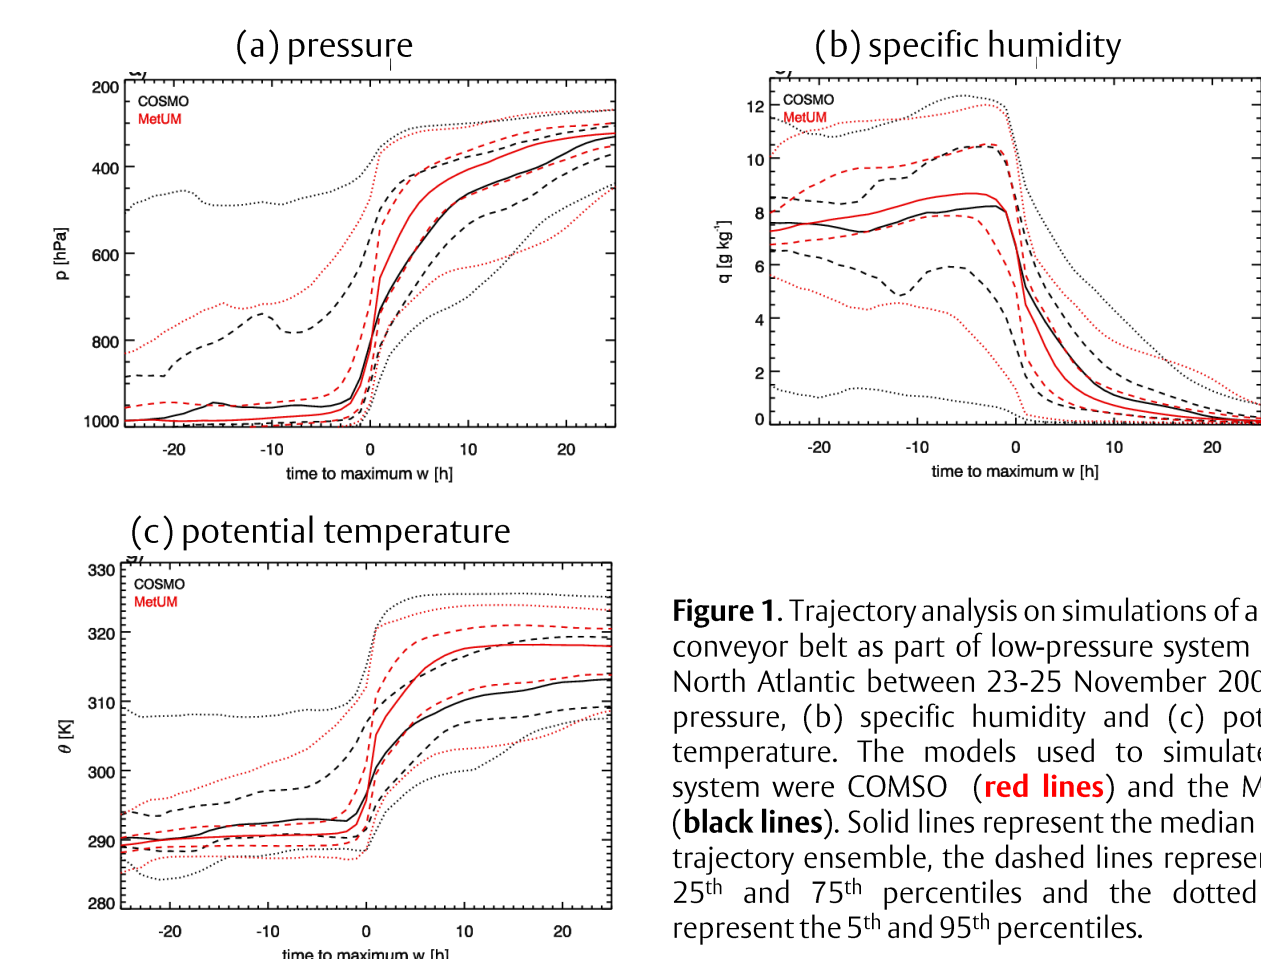 (a) pressure
(b) specific humidity
COSMO
MetUM
200
400
600
800
1000
p [hPa]
-20 -10 0 10 20
time to maximum w [h]
COSMO
MetUM
12
10
8
6
4
2
0
q [g kg⁻¹]
-20 -10 0 10 20
time to maximum w [h]
(c) potential temperature
COSMO
MetUM
330
320
310
300
290
280
θ [K]
-20 -10 0 10 20
time to maximum w [h]
Figure 1. Trajectory analysis on simulations of a
conveyor belt as part of low-pressure system
North Atlantic between 23-25 November 200
pressure, (b) specific humidity and (c) pot
temperature. The models used to simulate
system were COMSO (red lines) and the M
(black lines). Solid lines represent the median
trajectory ensemble, the dashed lines represe
25th and 75th percentiles and the dotted
represent the 5th and 95th percentiles.